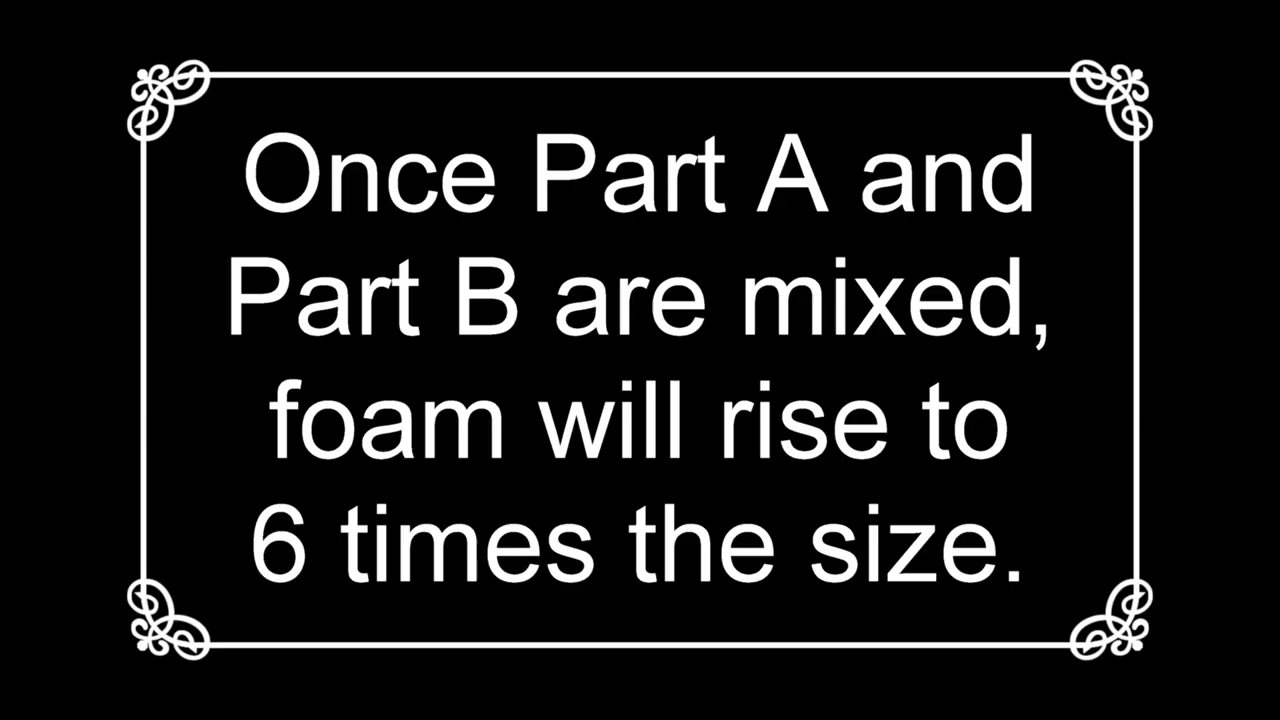 Once Part A and
Part B are mixed,
foam will rise to
6 times the size.